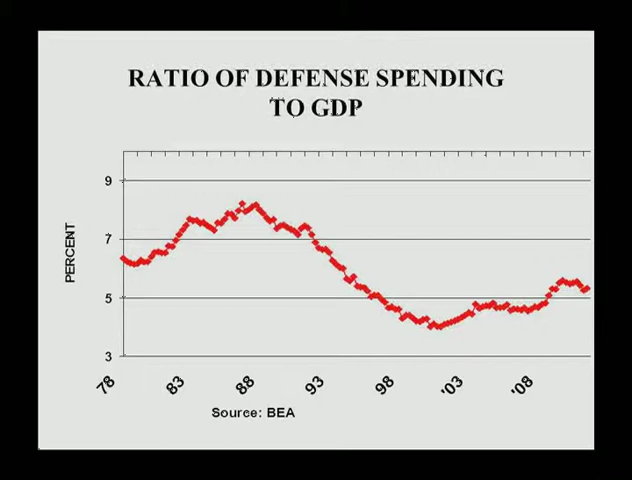 RATIO OF DEFENSE SPENDING
TO GDP
PERCENT
9
7
5
3
78
83
88
93
98
'03
'08
Source: BEA